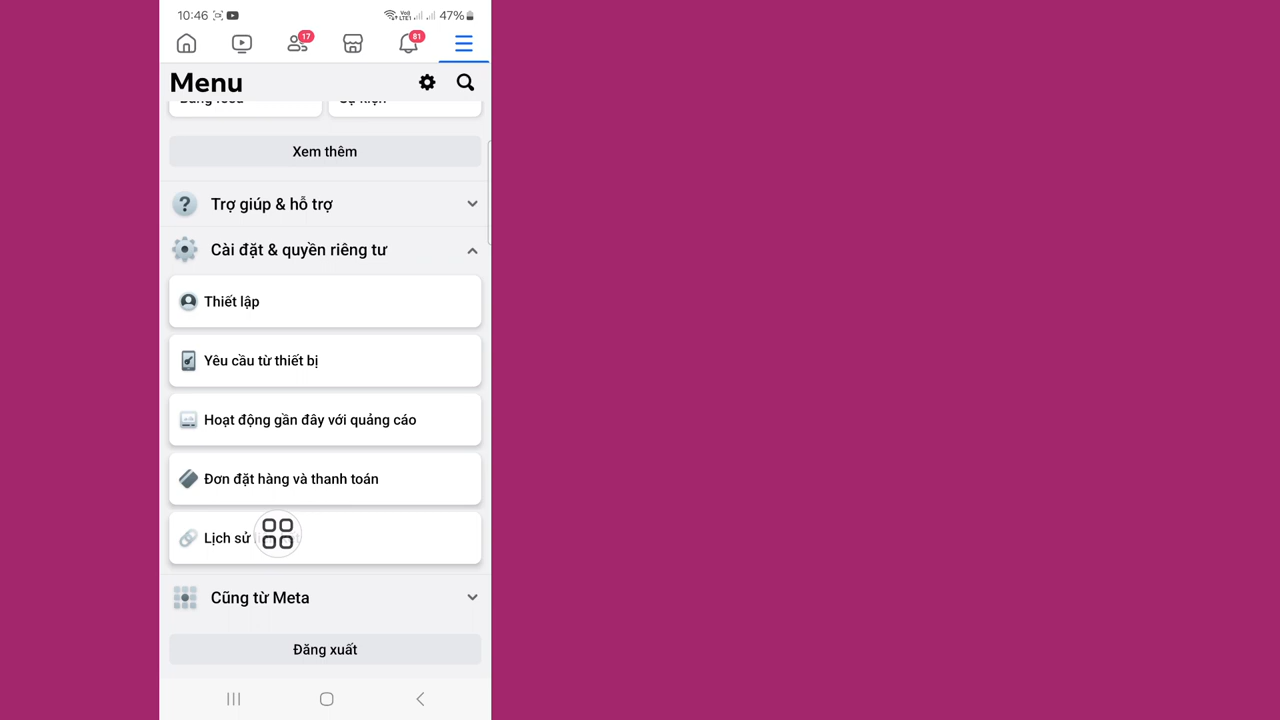 10:46 47%
17 81
Menu
Xem thêm
Trợ giúp & hỗ trợ
Cài đặt & quyền riêng tư
Thiết lập
Yêu cầu từ thiết bị
Hoạt động gần đây với quảng cáo
Đơn đặt hàng và thanh toán
Lịch sử
Cũng từ Meta
Đăng xuất